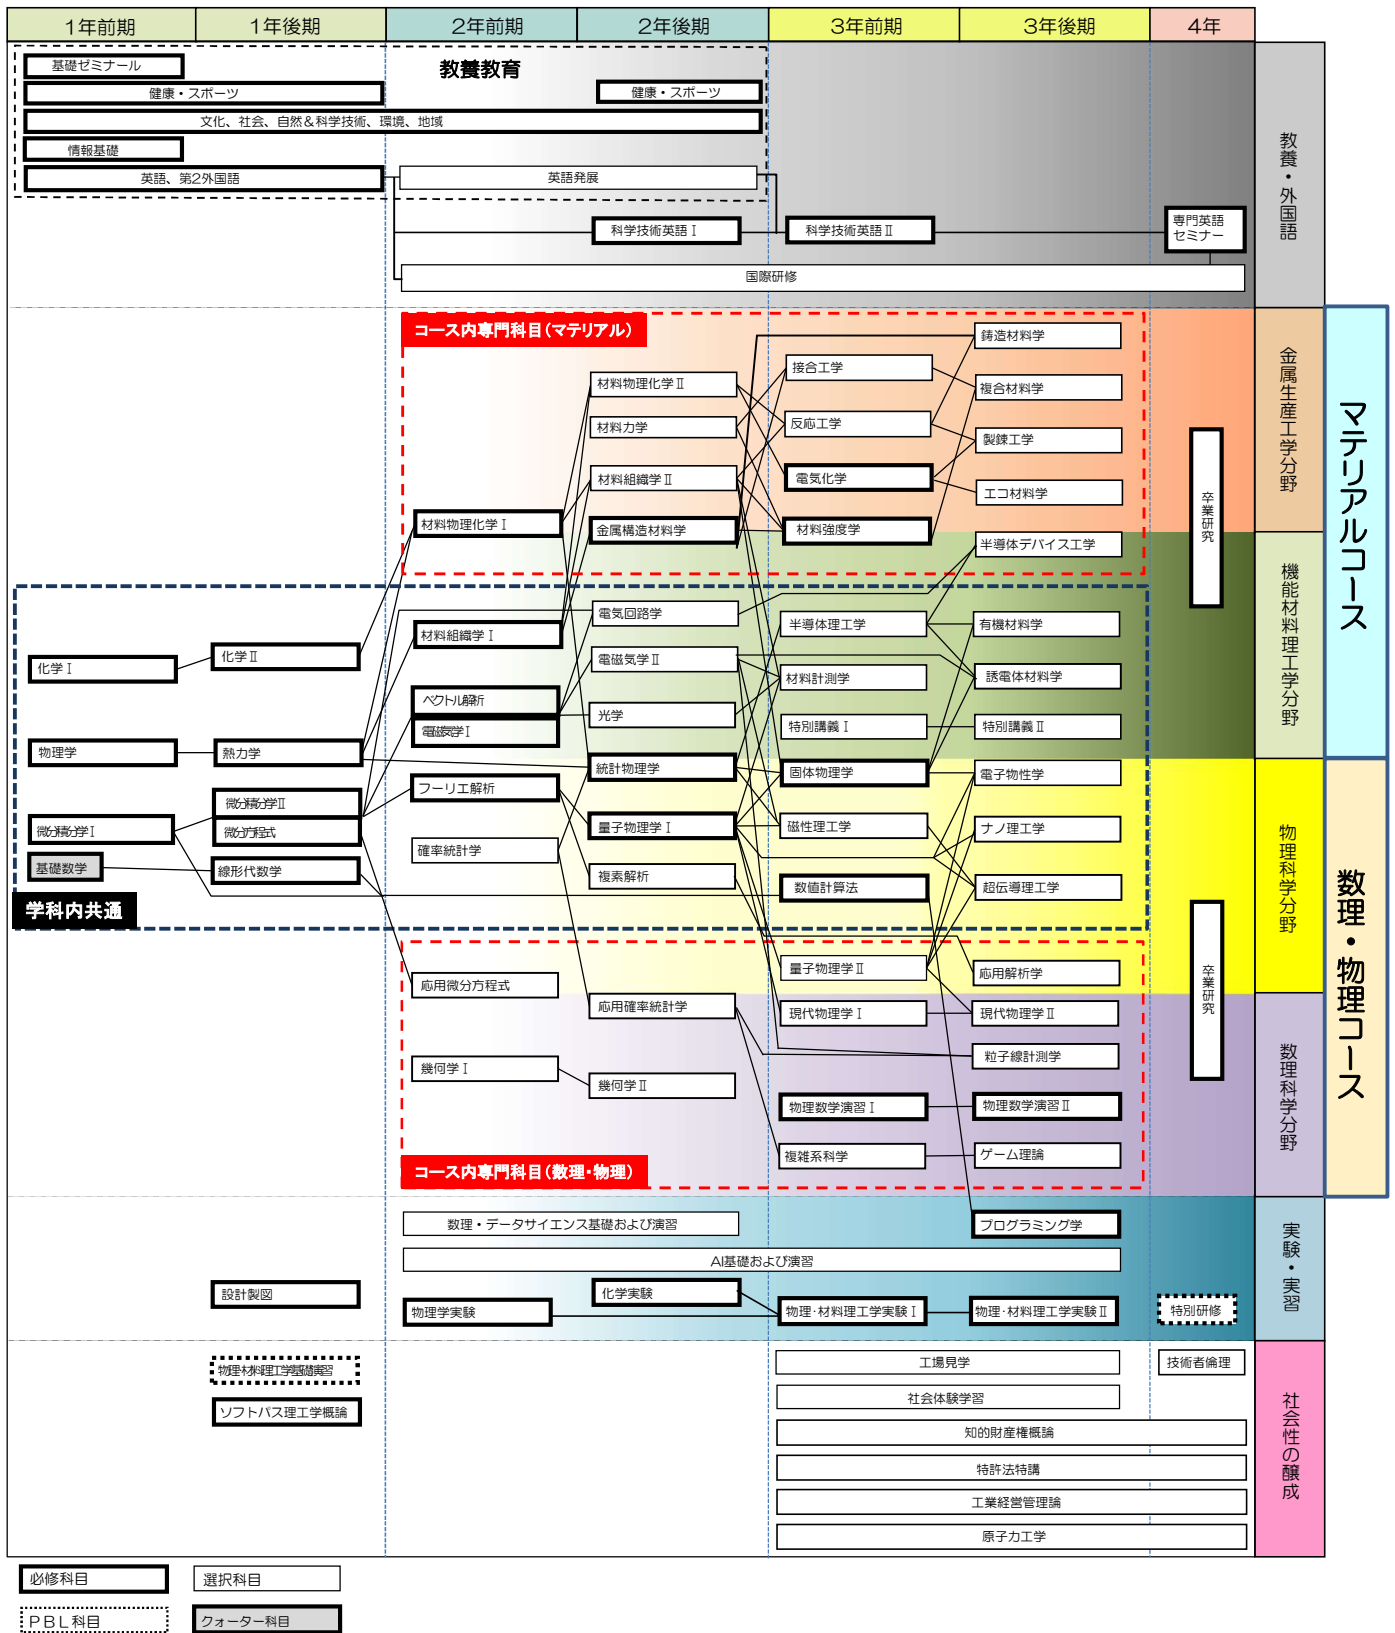 1年前期
1年後期
2年前期
2年後期
3年前期
3年後期
4年
基礎ゼミナール
教養教育
健康・スポーツ
健康・スポーツ
文化、社会、自然&科学技術、環境、地域
情報基礎
英語、第2外国語
英語発展
科学技術英語Ⅰ
科学技術英語Ⅱ
専門英語
セミナー
国際研修
教養・外国語
コース内専門科目(マテリアル)
鋳造材料学
接合工学
材料物理化学Ⅱ
複合材料学
材料力学
反応工学
製錬工学
材料組織学Ⅱ
電気化学
エコ材料学
材料物理化学Ⅰ
金属構造材料学
材料強度学
半導体デバイス工学
卒業研究
金属生産工学分野
マテリアルコース
電気回路学
材料組織学Ⅰ
半導体理工学
有機材料学
化学Ⅰ
化学Ⅱ
電磁気学Ⅱ
材料計測学
誘電体材料学
ベクトル解析
光学
電磁気学Ⅰ
特別講義Ⅰ
特別講義Ⅱ
機能材料理工学分野
物理学
熱力学
統計物理学
固体物理学
電子物性学
フーリエ解析
微分積分学Ⅱ
微分積分学Ⅰ
微分方程式
量子物理学Ⅰ
磁性理工学
ナノ理工学
確率統計学
基礎数学
線形代数学
複素解析
数値計算法
超伝導理工学
学科内共通
物理科学分野
数理・物理コース
コース内専門科目(数理・物理)
応用微分方程式
量子物理学Ⅱ
応用解析学
応用確率統計学
現代物理学Ⅰ
現代物理学Ⅱ
粒子線計測学
幾何学Ⅰ
幾何学Ⅱ
物理数学演習Ⅰ
物理数学演習Ⅱ
複雑系科学
ゲーム理論
卒業研究
数理科学分野
数理・データサイエンス基礎および演習
プログラミング学
AI基礎および演習
設計製図
化学実験
物理学実験
物理・材料理工学実験Ⅰ
物理・材料理工学実験Ⅱ
特別研修
実験・実習
物理・材料理工学基礎演習
工場見学
技術者倫理
社会体験学習
ソフトパス理工学概論
知的財産権概論
特許法特講
工業経営管理論
原子力工学
社会性の醸成
必修科目
選択科目
PBL科目
クォーター科目